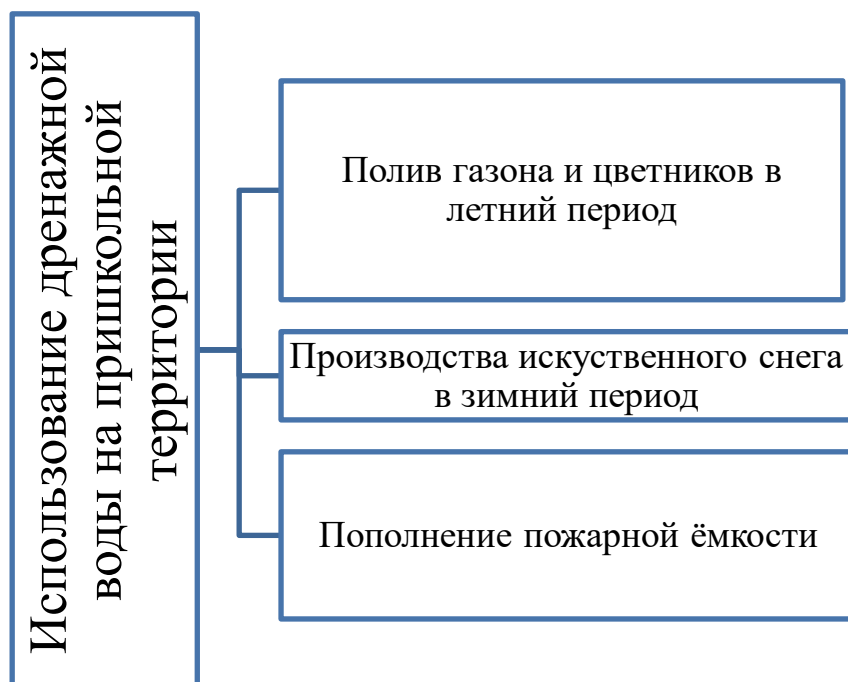 Использование дренажной
воды на пришкольной
территории
Полив газона и цветников в
летний период
Производства искуственного снега
в зимний период
Пополнение пожарной ёмкости